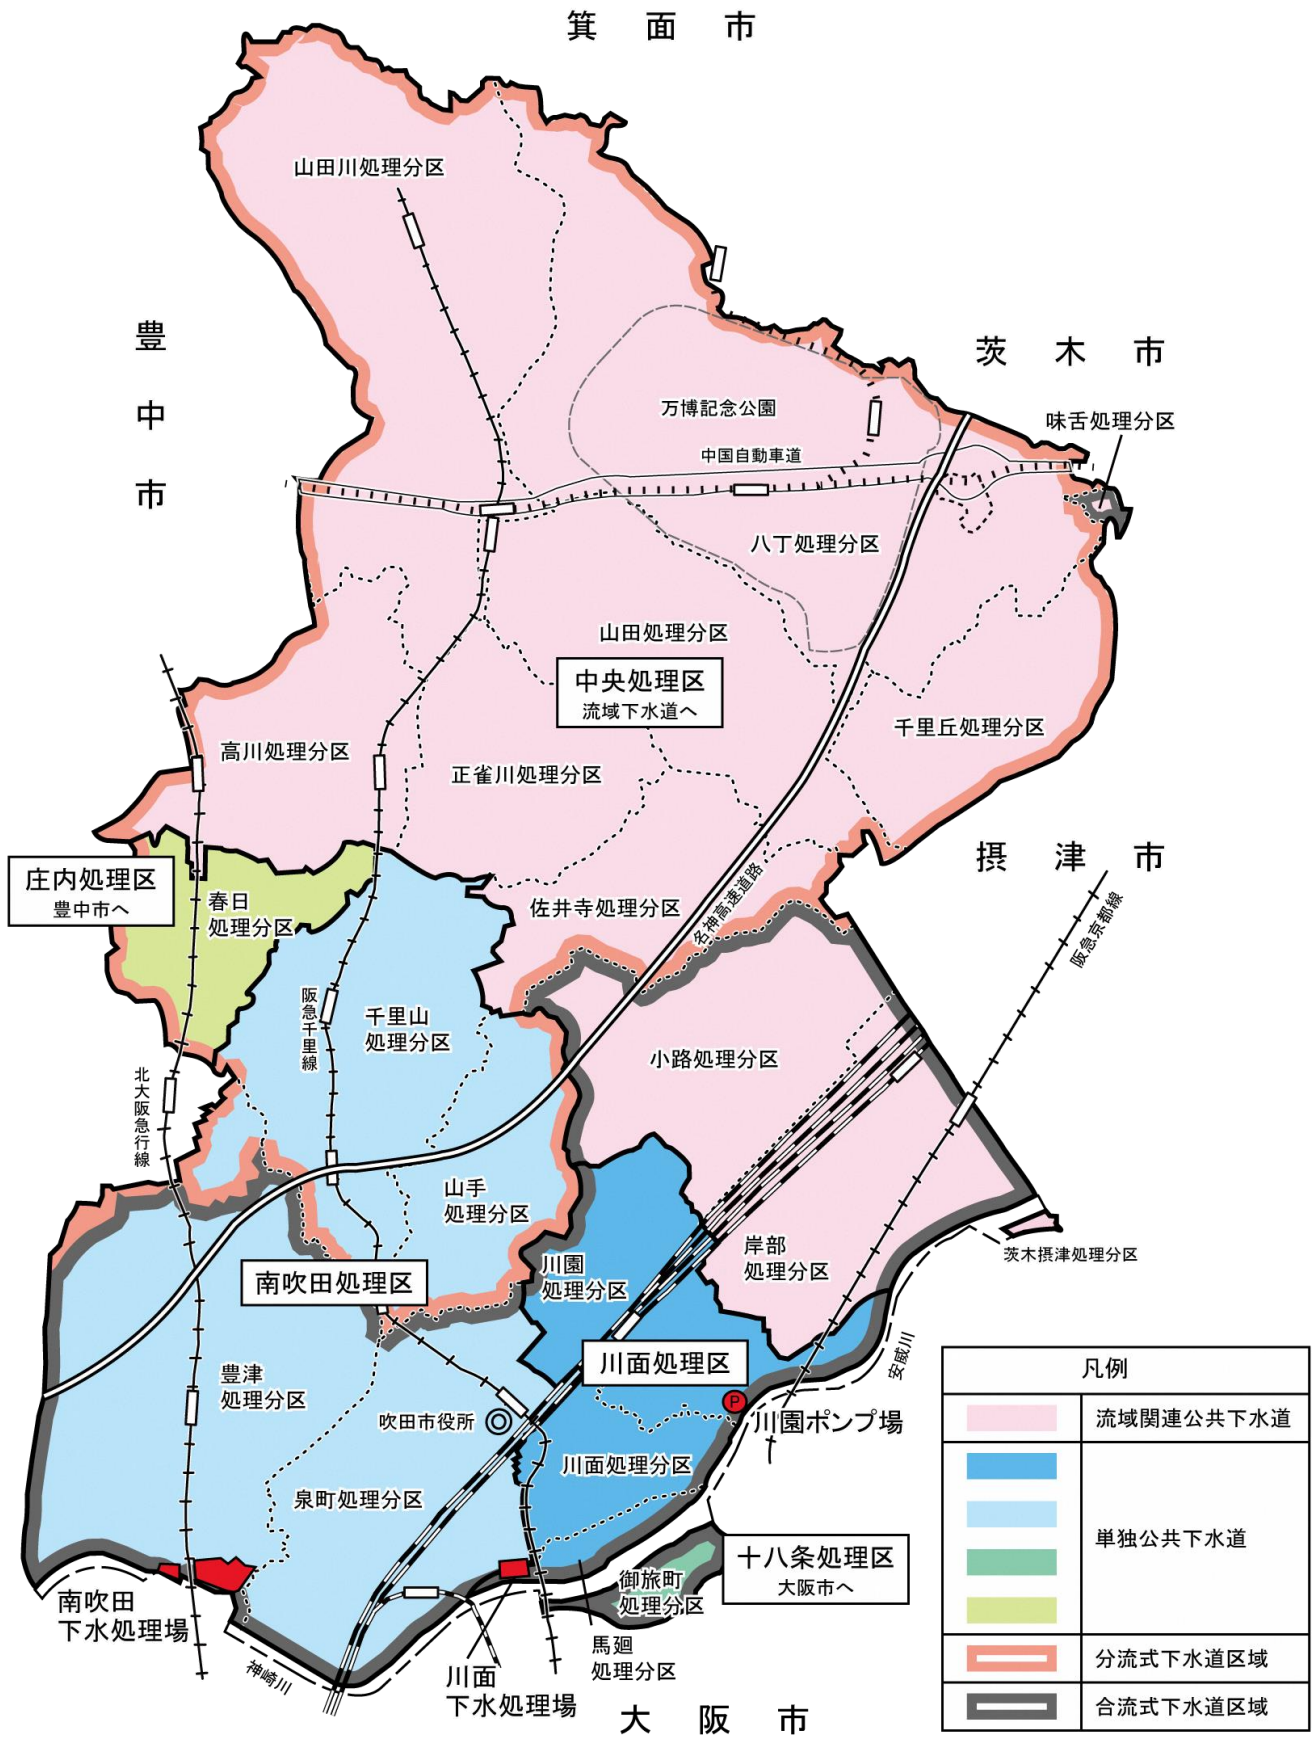 箕面市
豊中市
茨木市
摂津市
大阪市
山田川処理分区
万博記念公園
中国自動車道
味舌処理分区
八丁処理分区
山田処理分区
中央処理区
流域下水道へ
千里丘処理分区
高川処理分区
正雀川処理分区
佐井寺処理分区
名神高速道路
阪急京都線
庄内処理区
豊中市へ
春日
処理分区
阪急千里線
千里山
処理分区
小路処理分区
北大阪急行線
山手
処理分区
川園
処理分区
岸部
処理分区
茨木摂津処理分区
南吹田処理区
川面処理区
安威川
豊津
処理分区
吹田市役所
P
川園ポンプ場
川面処理分区
泉町処理分区
十八条処理区
大阪市へ
御旅町
処理分区
馬廻
処理分区
南吹田
下水処理場
神崎川
川面
下水処理場
凡例
流域関連公共下水道
単独公共下水道
分流式下水道区域
合流式下水道区域